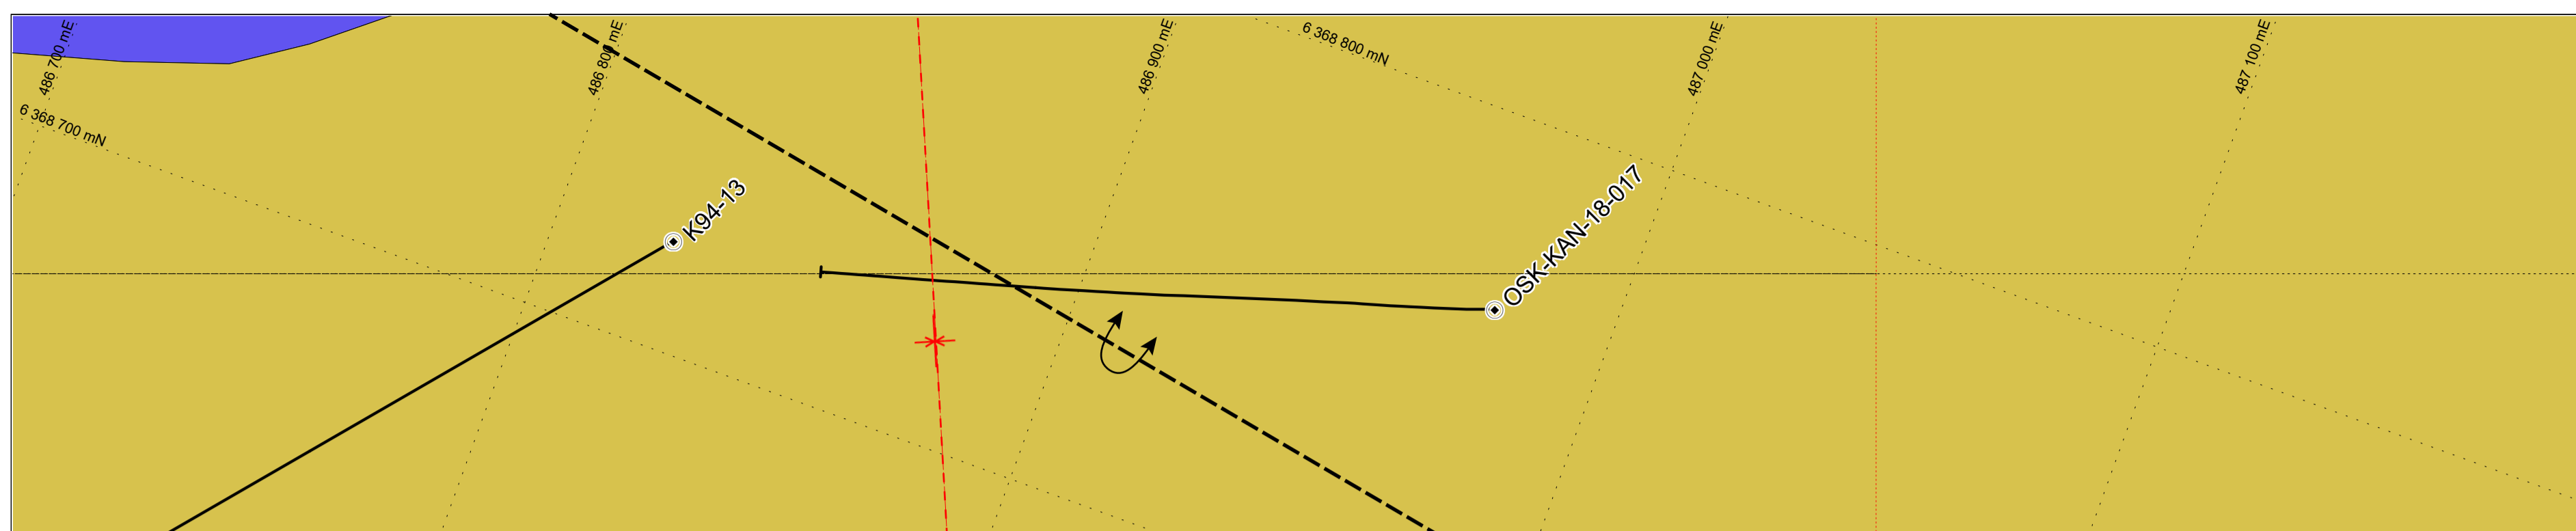 486 700 mE
486 800 mE
486 900 mE
6 368 800 mN
487 000 mE
487 100 mE
6 368 700 mN
K94-13
OSK-KAN-18-017